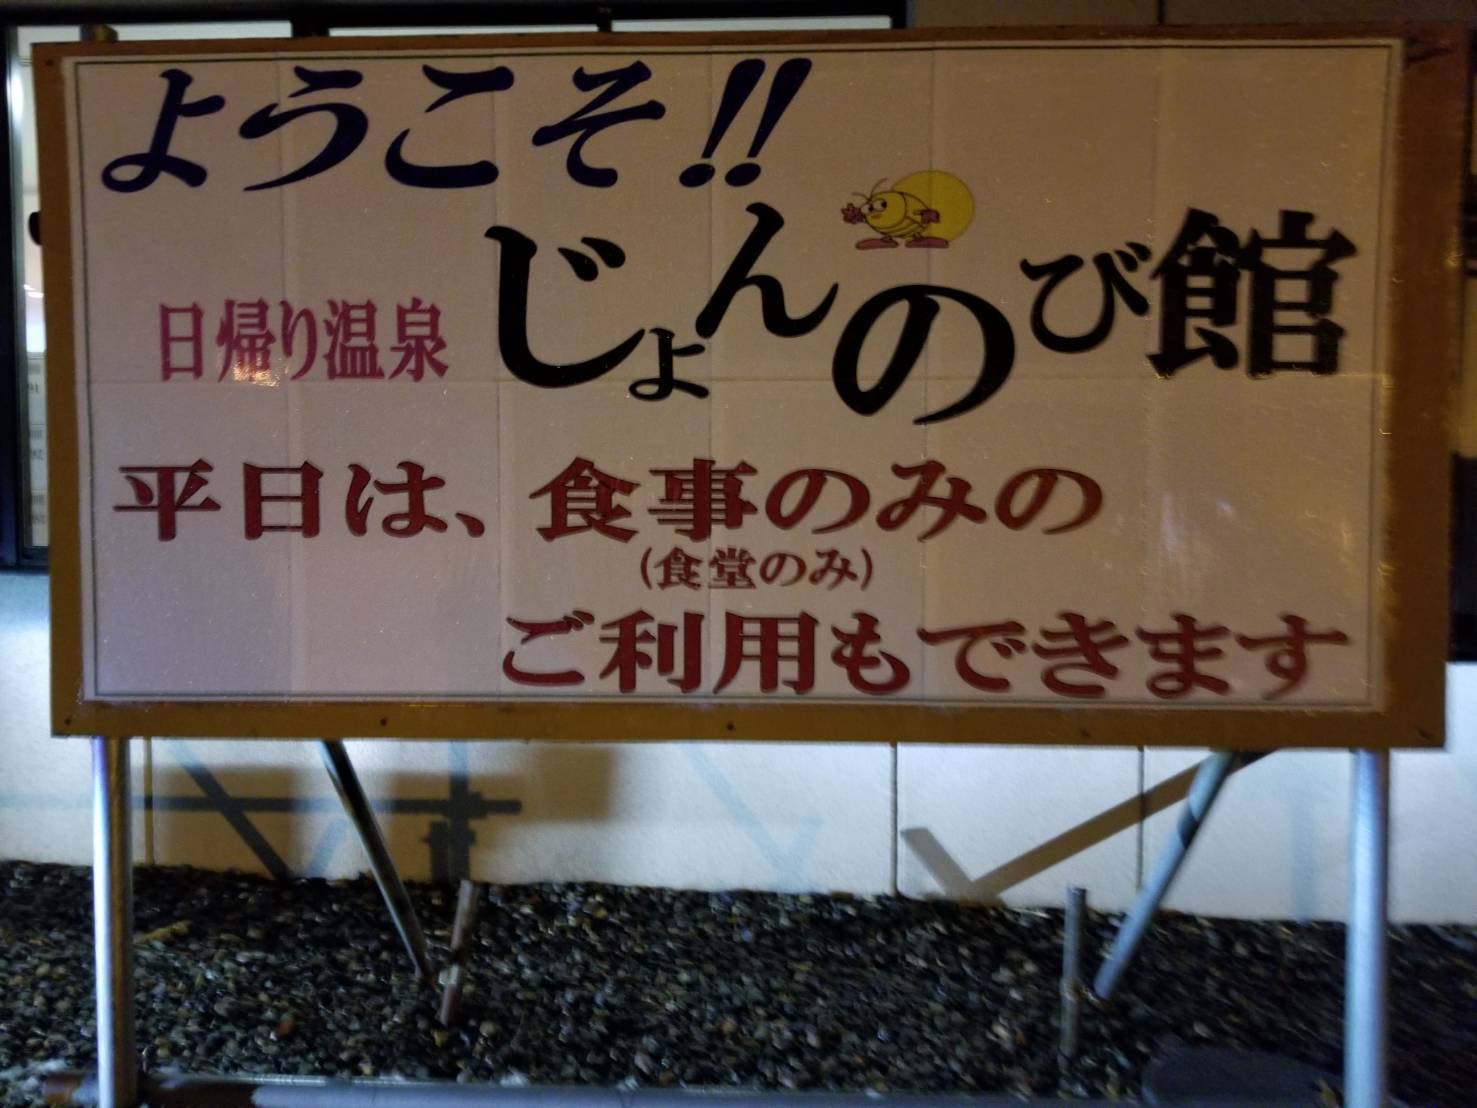 ようこそ!!
日帰り温泉 じょんのび館
平日は、食事のみの
(食堂のみ)
ご利用もできます